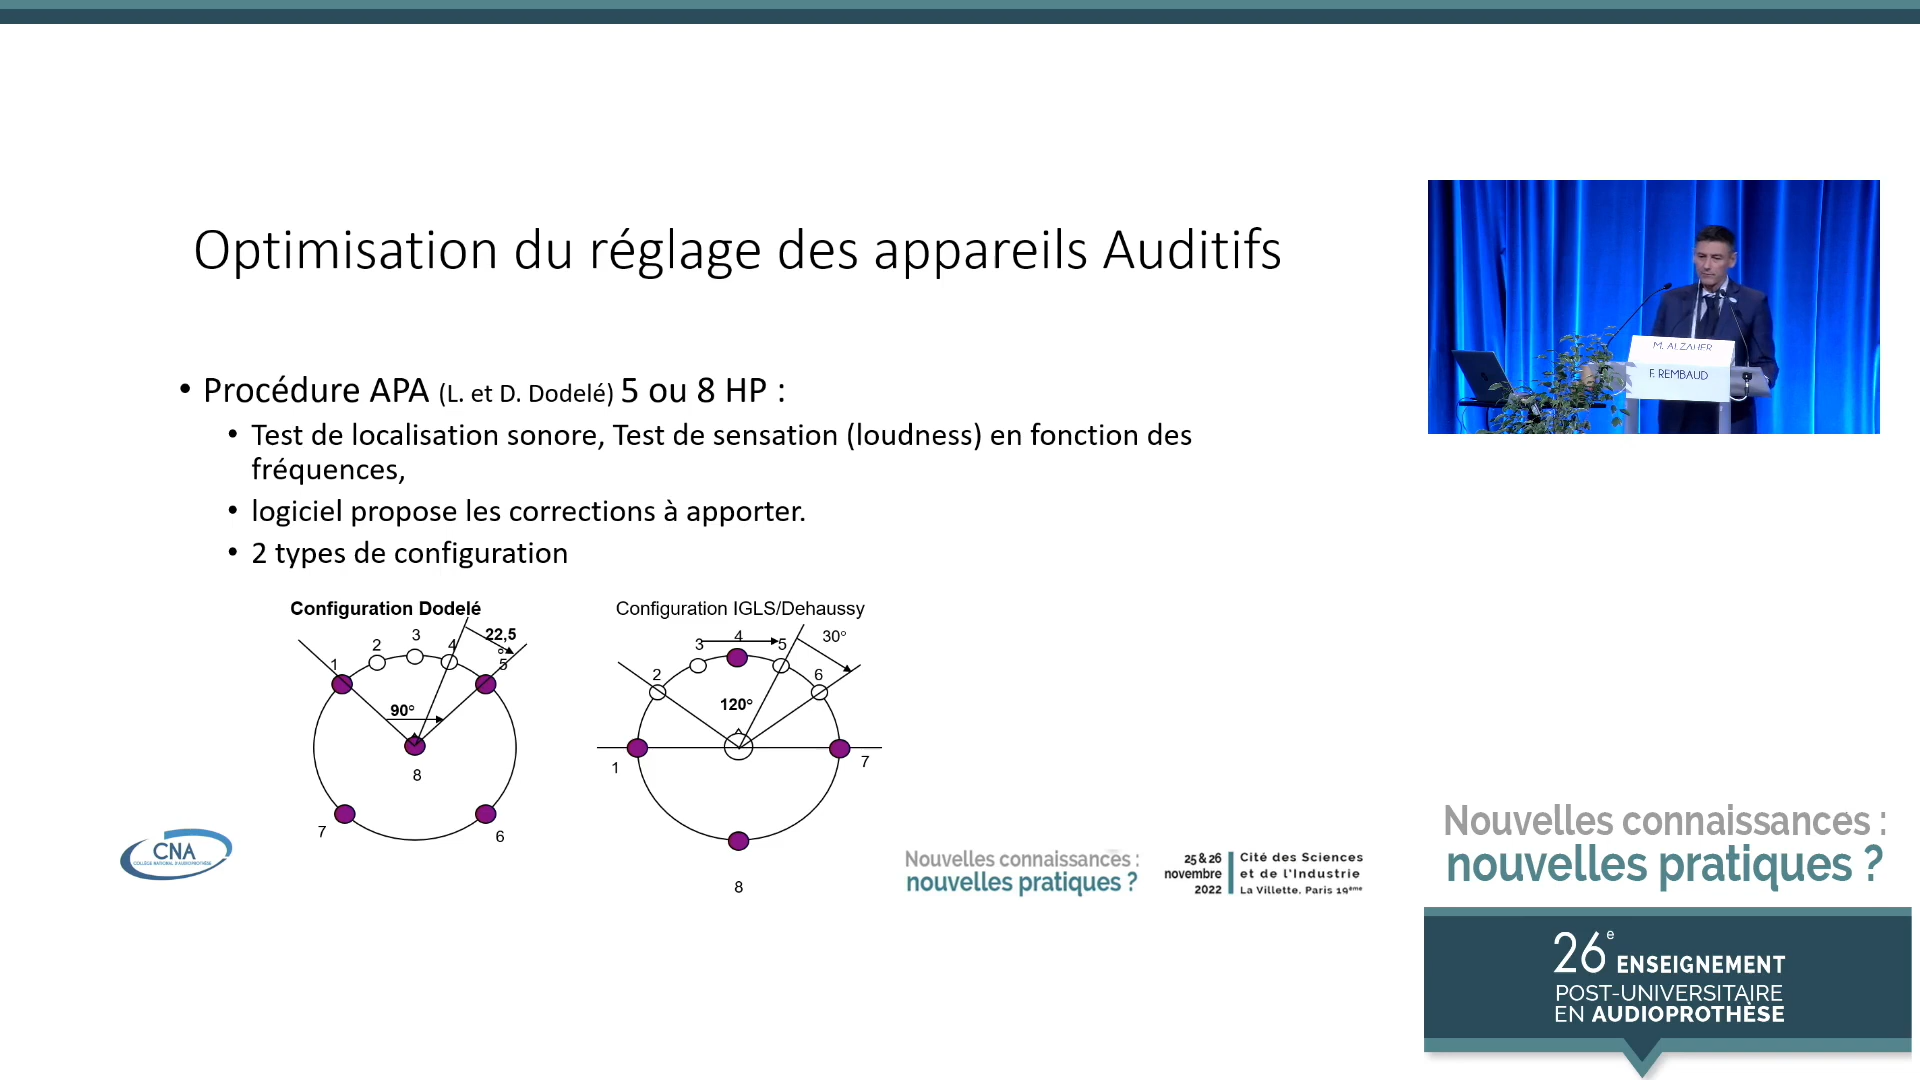 Optimisation du réglage des appareils Auditifs
• Procédure APA (L. et D. Dodelé) 5 ou 8 HP :
• Test de localisation sonore, Test de sensation (loudness) en fonction des
fréquences,
• logiciel propose les corrections à apporter.
• 2 types de configuration
Configuration Dodelé
1
2
3
4
22,5
°
5
90°
8
7
6
Configuration IGLS/Dehaussy
1
2
3
4
5
30°
6
120°
7
8
CNA
COLLÈGE NATIONAL D'AUDIOPROTHÈSE
Nouvelles connaissances :
nouvelles pratiques ?
25 & 26
novembre
2022
Cité des Sciences
et de l'Industrie
La Villette, Paris 19ème
M. ALZAHER
F. REMBAUD
Nouvelles connaissances :
nouvelles pratiques ?
26e ENSEIGNEMENT
POST-UNIVERSITAIRE
EN AUDIOPROTHÈSE